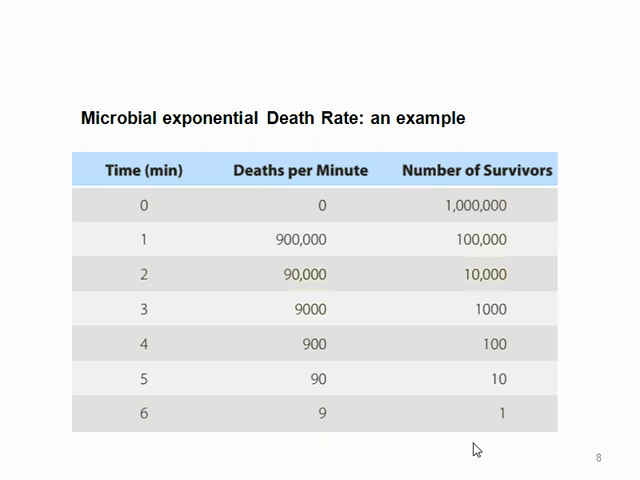 Microbial exponential Death Rate: an example
Time (min) Deaths per Minute Number of Survivors
0 0 1,000,000
1 900,000 100,000
2 90,000 10,000
3 9000 1000
4 900 100
5 90 10
6 9 1
8